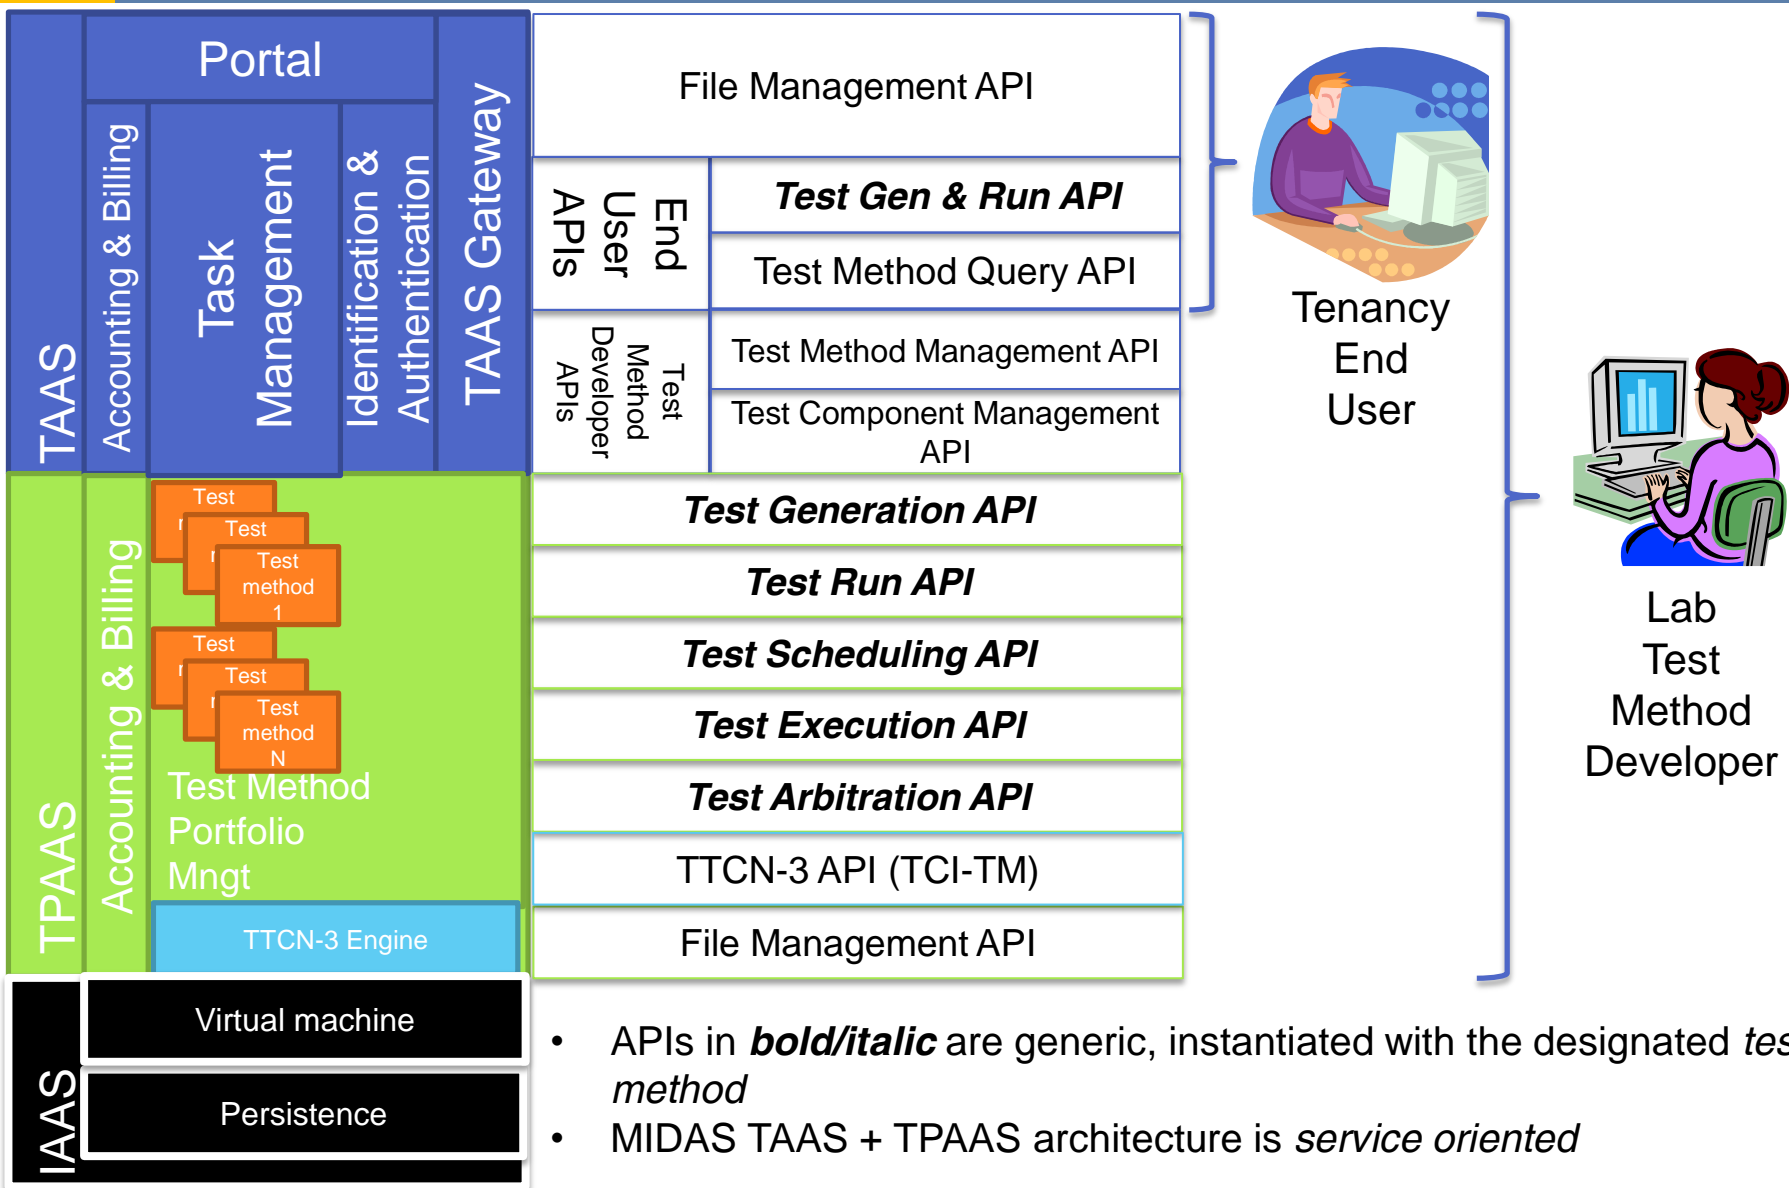 Portal
TAAS
Accounting & Billing
Task
Management
Identification &
Authentication
TAAS Gateway
File Management API
End
User
APIs
Test Gen & Run API
Test Method Query API
Test
Method
Developer
APIs
Test Method Management API
Test Component Management
API
Tenancy
End
User
Lab
Test
Method
Developer
TPAAS
Accounting & Billing
Test
Test
Test
method
1
Test
Test
Test
method
N
Test Method
Portfolio
Mngt
TTCN-3 Engine
Test Generation API
Test Run API
Test Scheduling API
Test Execution API
Test Arbitration API
TTCN-3 API (TCI-TM)
File Management API
IAAS
Virtual machine
Persistence
• APIs in bold/italic are generic, instantiated with the designated tes
method
• MIDAS TAAS + TPAAS architecture is service oriented